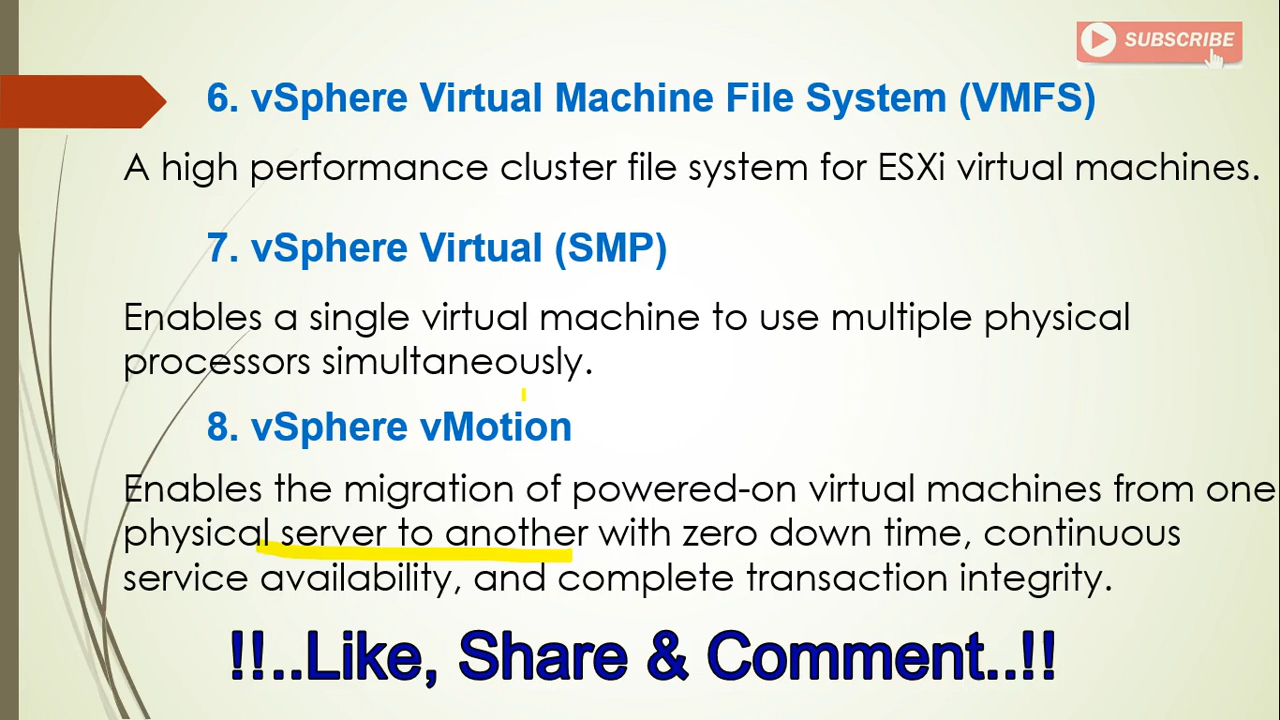 SUBSCRIBE
6. vSphere Virtual Machine File System (VMFS)
A high performance cluster file system for ESXi virtual machines.
7. vSphere Virtual (SMP)
Enables a single virtual machine to use multiple physical
processors simultaneously.
8. vSphere vMotion
Enables the migration of powered-on virtual machines from one
physical server to another with zero down time, continuous
service availability, and complete transaction integrity.
!!..Like, Share & Comment..!!